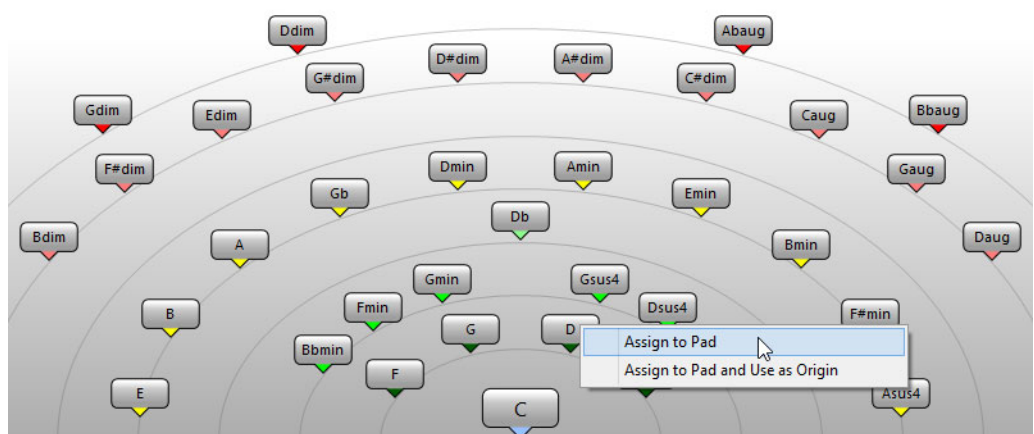 Ddim
Abaug
D#dim
A#dim
G#dim
C#dim
Gdim
Edim
Caug
Bbaug
F#dim
Dmin
Amin
Gaug
Gb
Emin
Db
Bdim
A
Bmin
Daug
Gmin
Gsus4
Fmin
Dsus4
B
F#min
G
D
Assign to Pad
Bbmin
Assign to Pad and Use as Origin
F
E
C
Asus4